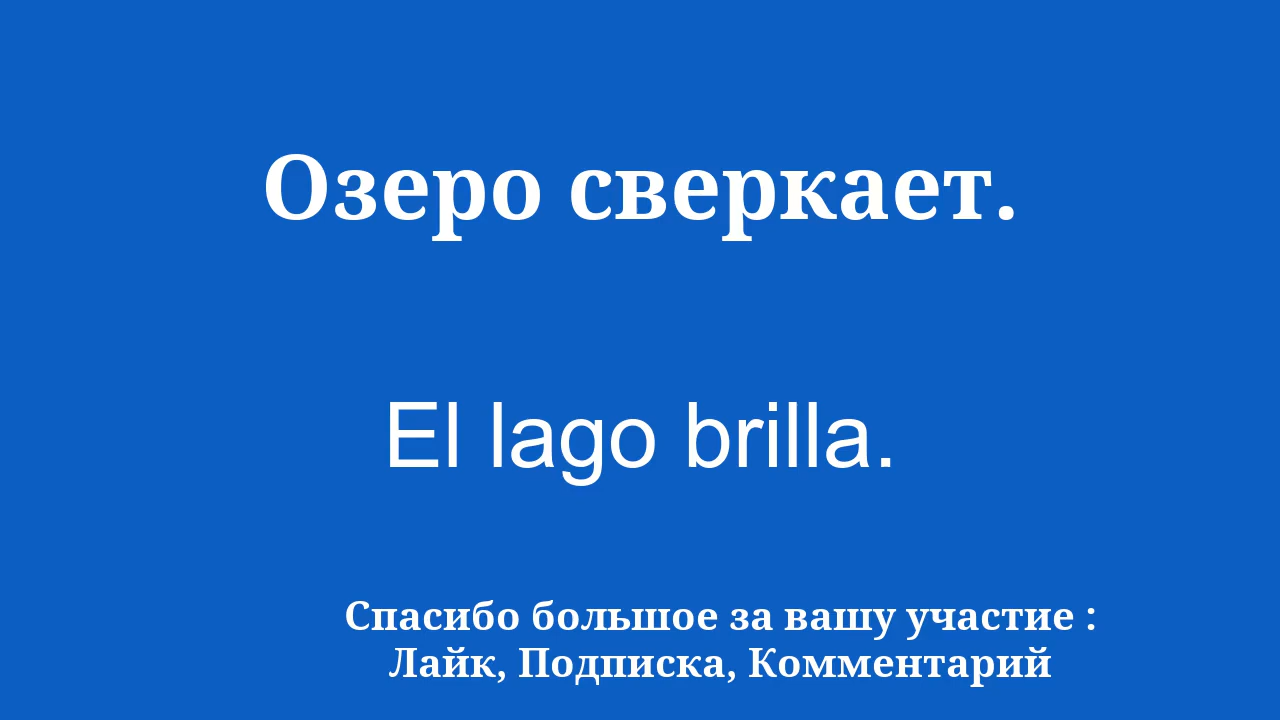 Озеро сверкает.
El lago brilla.
Спасибо большое за вашу участие :
Лайк, Подписка, Комментарий